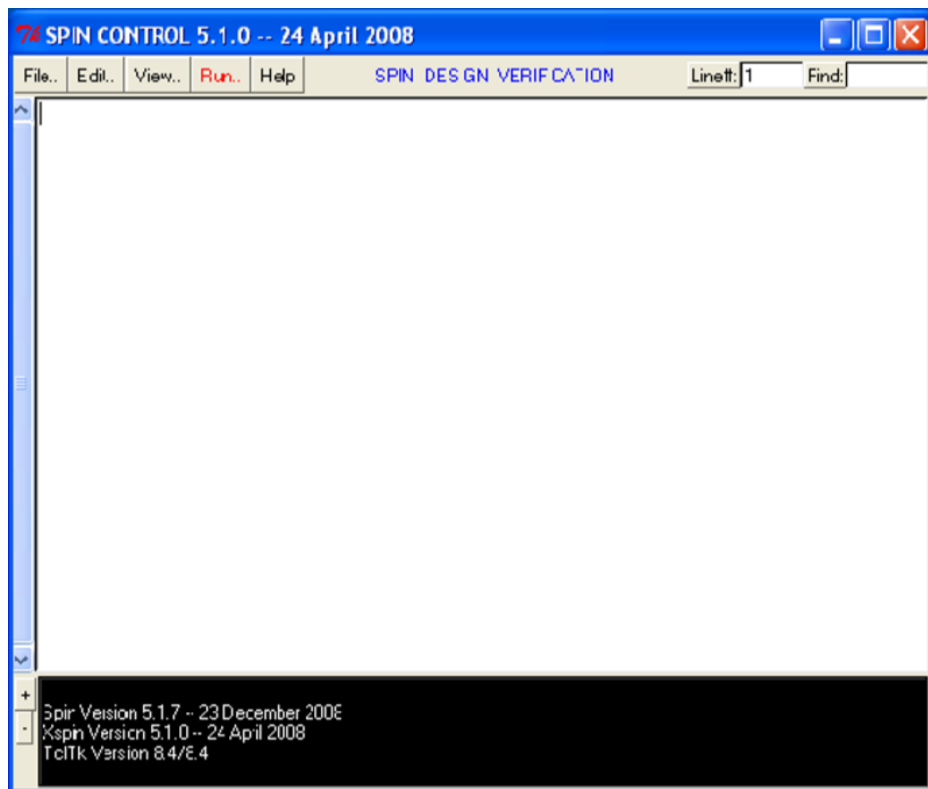 SPIN CONTROL 5.1.0 -- 24 April 2008
File.. Edit.. View.. Run.. Help SPIN DESIGN VERIFICATION Line#: 1 Find:
+
Spin Version 5.1.7 -- 23 December 2008
-
Xspin Version 5.1.0 -- 24 April 2008
TclTk Version 8.4/8.4